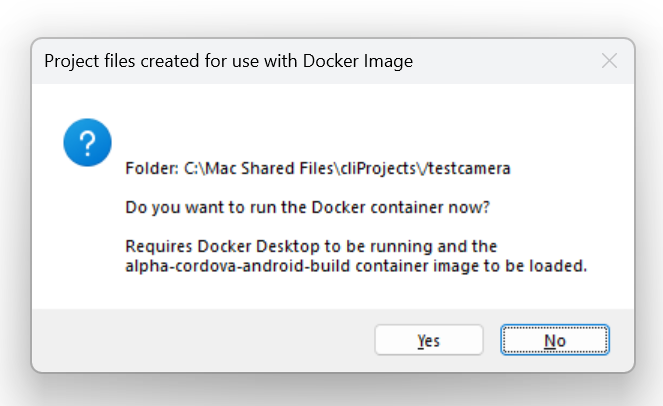 Project files created for use with Docker Image
?
Folder: C:\Mac Shared Files\cliProjects\/testcamera
Do you want to run the Docker container now?
Requires Docker Desktop to be running and the
alpha-cordova-android-build container image to be loaded.
Yes
No